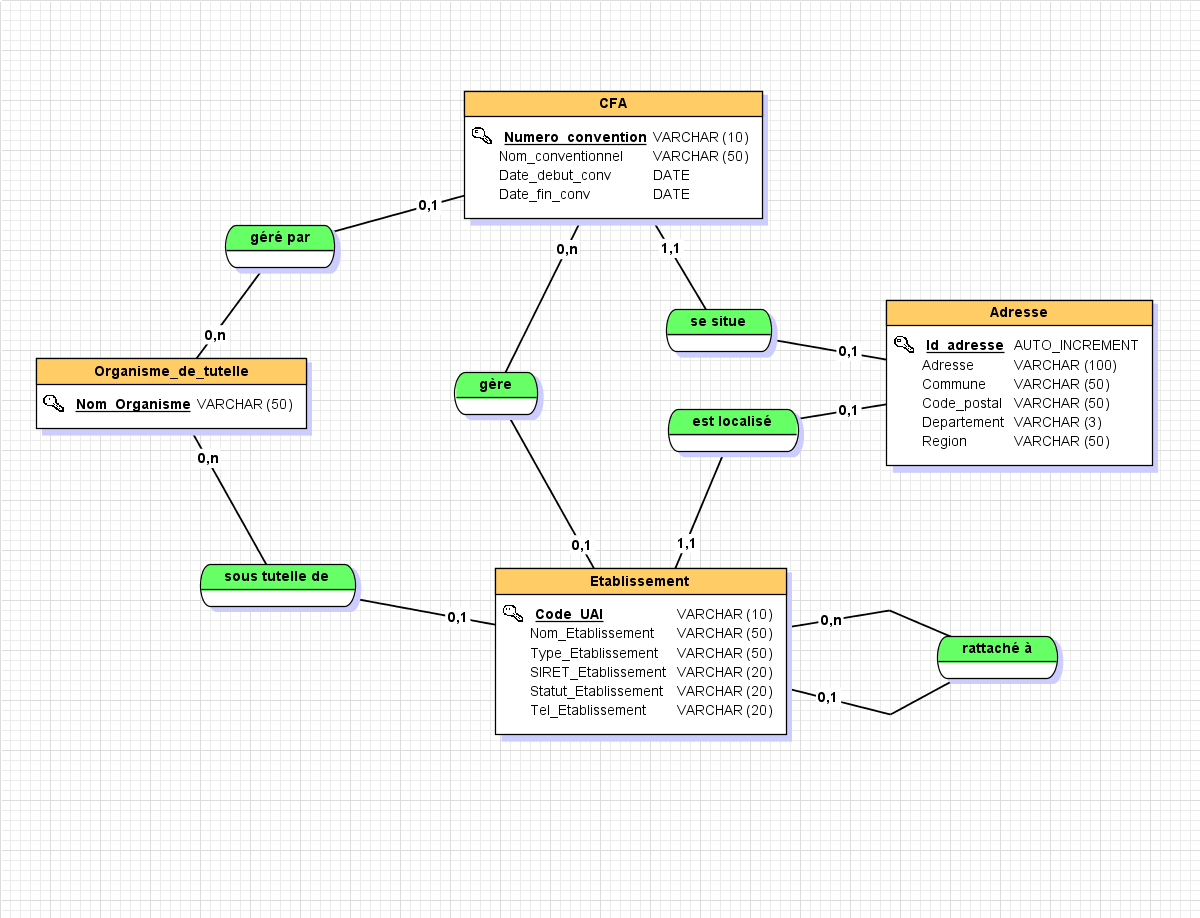 CFA
Numero_convention VARCHAR (10)
Nom_conventionnel VARCHAR (50)
Date_debut_conv DATE
Date_fin_conv DATE
0,1
géré par
0,n
1,1
0,n
se situe
Adresse
Id_adresse AUTO_INCREMENT
Adresse VARCHAR (100)
Commune VARCHAR (50)
Code_postal VARCHAR (50)
Departement VARCHAR (3)
Region VARCHAR (50)
0,1
0,1
Organisme_de_tutelle
Nom_Organisme VARCHAR (50)
gère
est localisé
0,n
0,1
1,1
sous tutelle de
0,1
Etablissement
Code_UAI VARCHAR (10)
Nom_Etablissement VARCHAR (50)
Type_Etablissement VARCHAR (50)
SIRET_Etablissement VARCHAR (20)
Statut_Etablissement VARCHAR (20)
Tel_Etablissement VARCHAR (20)
0,n
rattaché à
0,1